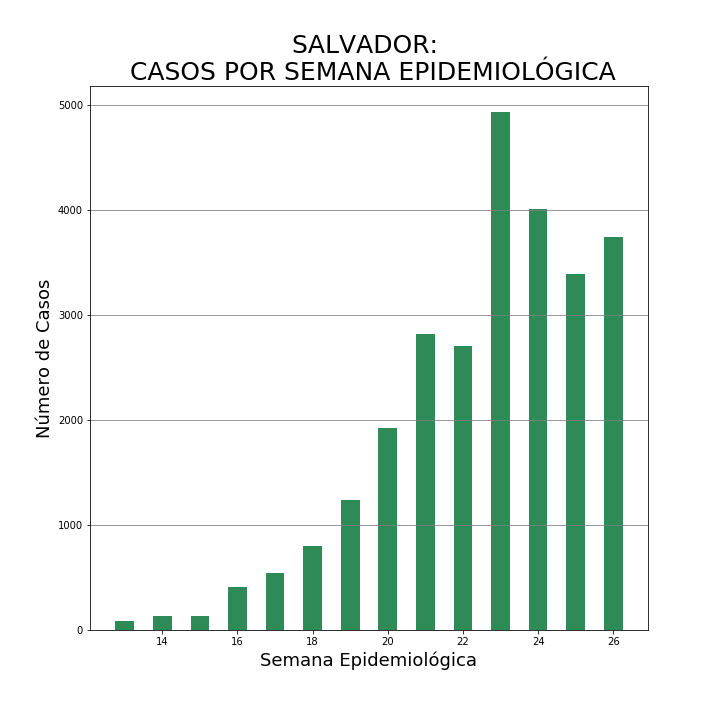 SALVADOR:
CASOS POR SEMANA EPIDEMIOLÓGICA
5000
4000
3000
2000
1000
0
Número de Casos
14 16 18 20 22 24 26
Semana Epidemiológica